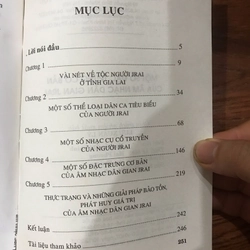 MỤC LỤC
Lời nói đầu 5
Chương 1 9
VÀI NÉT VỀ TỘC NGƯỜI JRAI
Ở TỈNH GIA LAI
Chương 2 34
MỘT SỐ THỂ LOẠI DÂN CA TIÊU BIỂU
CỦA NGƯỜI JRAI
Chương 3 68
MỘT SỐ NHẠC CỤ CỔ TRUYỀN
CỦA NGƯỜI JRAI
Chương 4 146
MỘT SỐ ĐẶC TRƯNG CƠ BẢN
CỦA ÂM NHẠC DÂN GIAN JRAI
Chương 5 219
THỰC TRẠNG VÀ NHỮNG GIẢI PHÁP BẢO TỒN,
PHÁT HUY GIÁ TRỊ
CỦA ÂM NHẠC DÂN GIAN JRAI
Kết luận 242
Tài liệu tham khảo 246
251